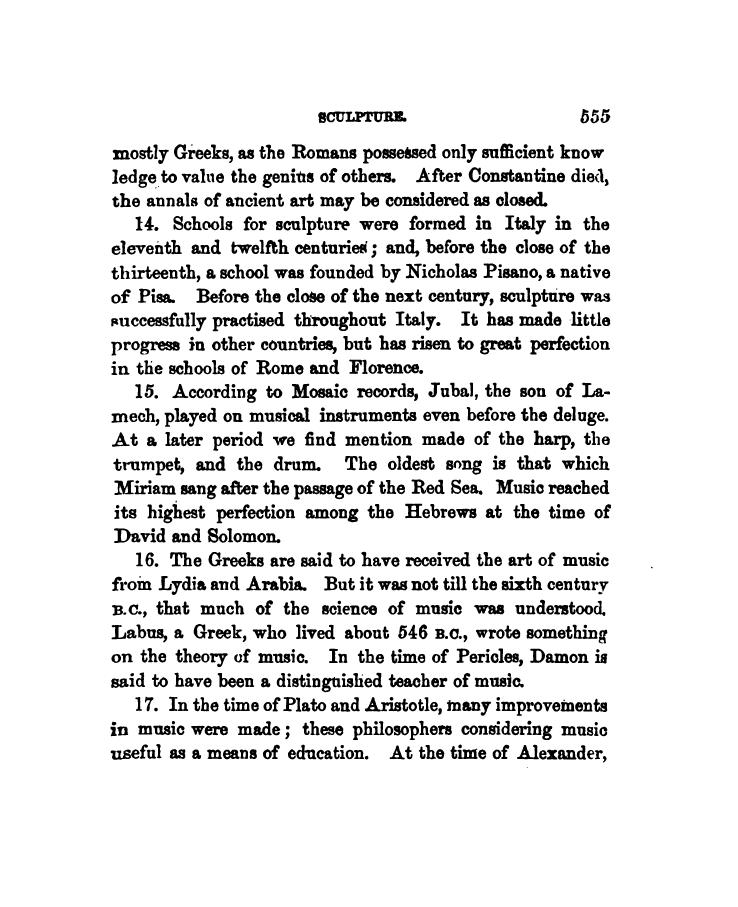 SCULPTURE. 555
mostly Greeks, as the Romans possessed only sufficient know
ledge to value the genius of others. After Constantine died,
the annals of ancient art may be considered as closed.
14. Schools for sculpture were formed in Italy in the
eleventh and twelfth centuries; and, before the close of the
thirteenth, a school was founded by Nicholas Pisano, a native
of Pisa. Before the close of the next century, sculpture was
successfully practised throughout Italy. It has made little
progress in other countries, but has risen to great perfection
in the schools of Rome and Florence.
15. According to Mosaic records, Jubal, the son of La-
mech, played on musical instruments even before the deluge.
At a later period we find mention made of the harp, the
trumpet, and the drum. The oldest song is that which
Miriam sang after the passage of the Red Sea. Music reached
its highest perfection among the Hebrews at the time of
David and Solomon.
16. The Greeks are said to have received the art of music
from Lydia and Arabia. But it was not till the sixth century
B.C., that much of the science of music was understood.
Labus, a Greek, who lived about 546 B.C., wrote something
on the theory of music. In the time of Pericles, Damon is
said to have been a distinguished teacher of music.
17. In the time of Plato and Aristotle, many improvements
in music were made; these philosophers considering music
useful as a means of education. At the time of Alexander,